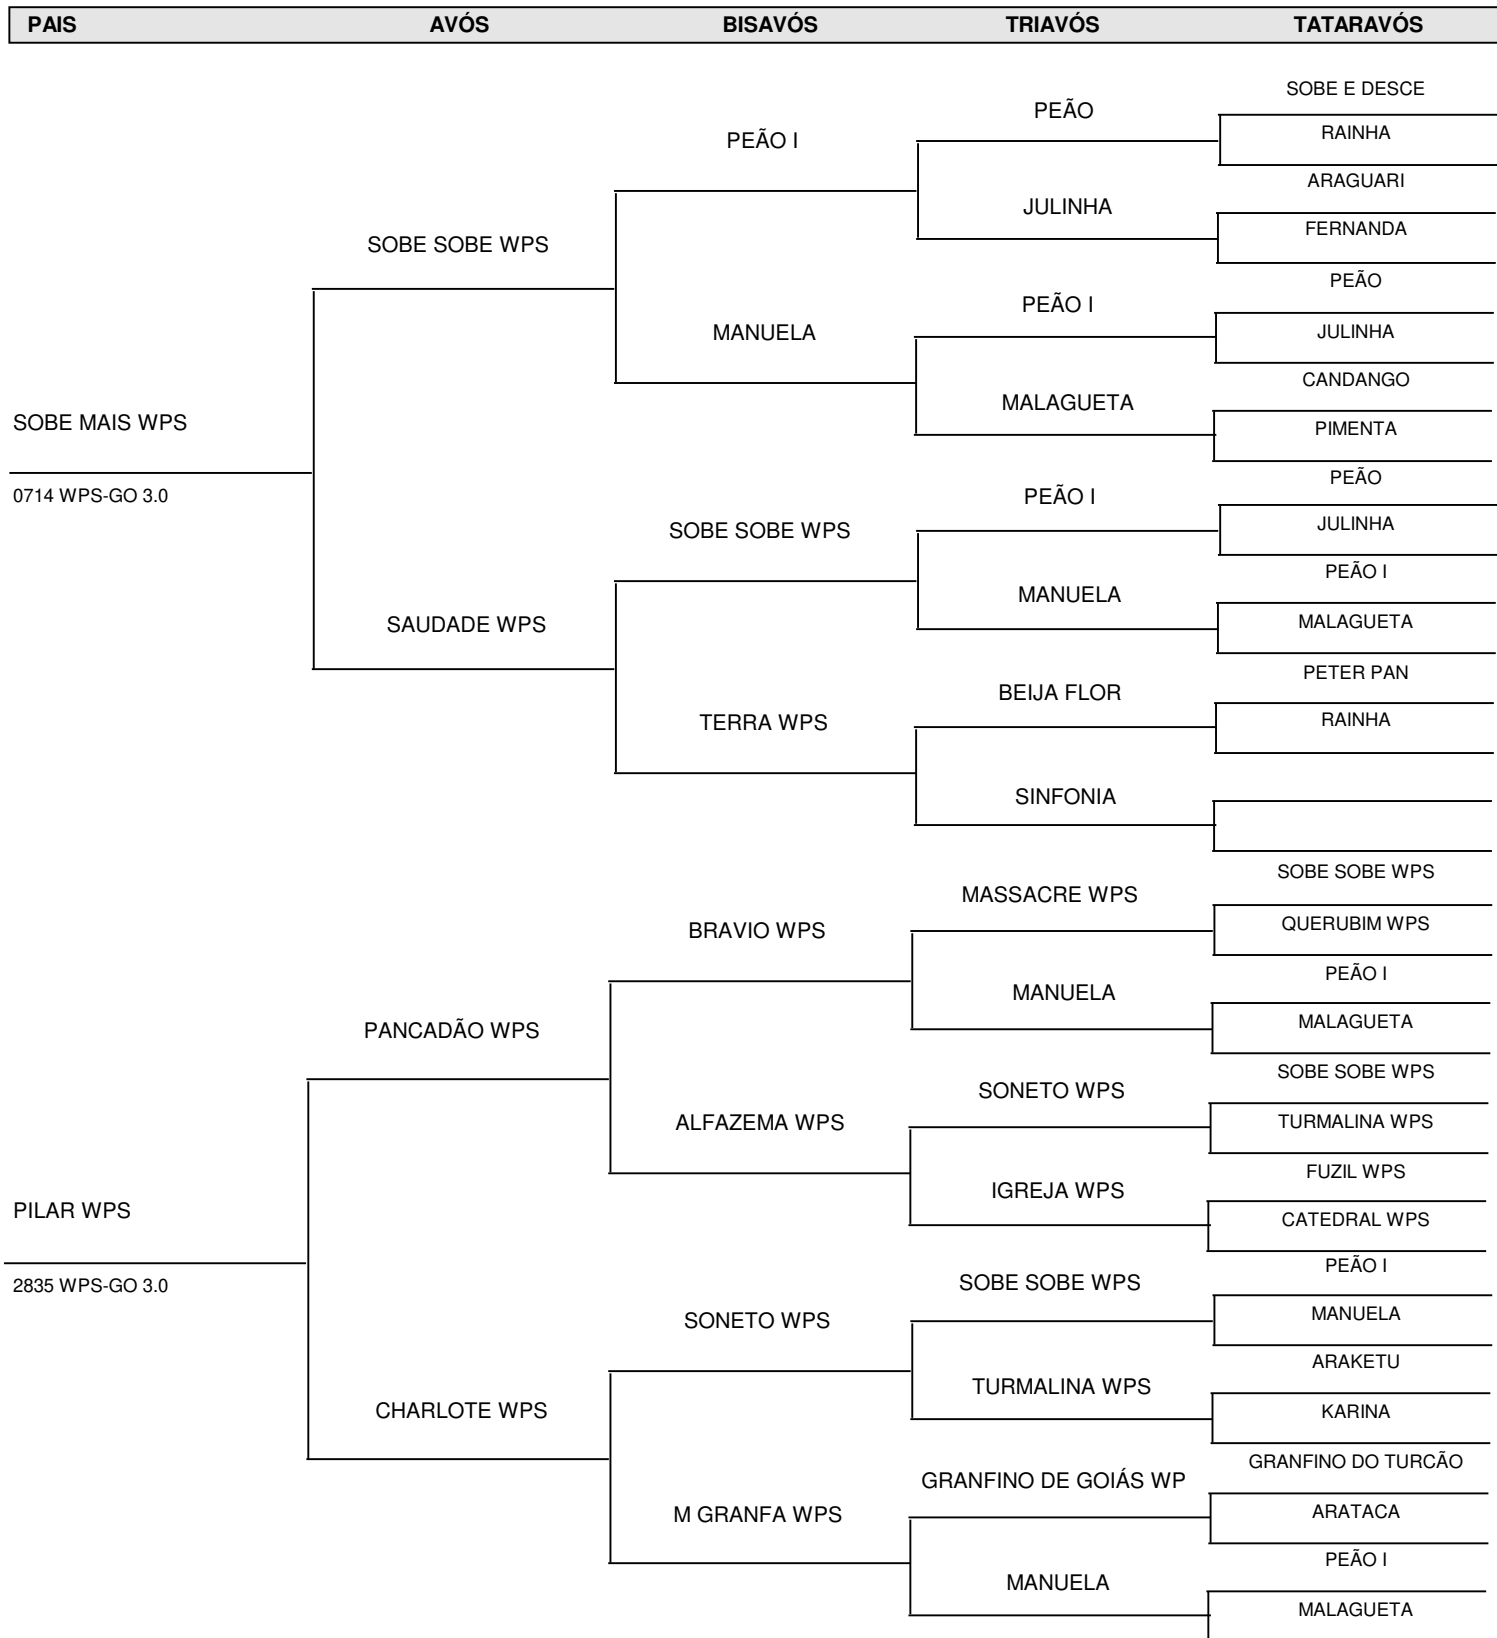 PAIS AVÓS BISAVÓS TRIAVÓS TATARAVÓS
SOBE E DESCE
PEÃO
RAINHA
PEÃO I
ARAGUARI
JULINHA
FERNANDA
SOBE SOBE WPS
PEÃO
PEÃO I
JULINHA
MANUELA
CANDANGO
MALAGUETA
SOBE MAIS WPS
PIMENTA
PEÃO
0714 WPS-GO 3.0
PEÃO I
JULINHA
SOBE SOBE WPS
PEÃO I
MANUELA
MALAGUETA
SAUDADE WPS
PETER PAN
BEIJA FLOR
RAINHA
TERRA WPS
SINFONIA
SOBE SOBE WPS
MASSACRE WPS
QUERUBIM WPS
BRAVIO WPS
PEÃO I
MANUELA
MALAGUETA
PANCADÃO WPS
SOBE SOBE WPS
SONETO WPS
TURMALINA WPS
ALFAZEMA WPS
FUZIL WPS
IGREJA WPS
PILAR WPS
CATEDRAL WPS
PEÃO I
2835 WPS-GO 3.0
SOBE SOBE WPS
MANUELA
SONETO WPS
ARAKETU
TURMALINA WPS
CHARLOTE WPS
KARINA
GRANFINO DO TURCÃO
GRANFINO DE GOIÁS WP
ARATACA
M GRANFA WPS
PEÃO I
MANUELA
MALAGUETA